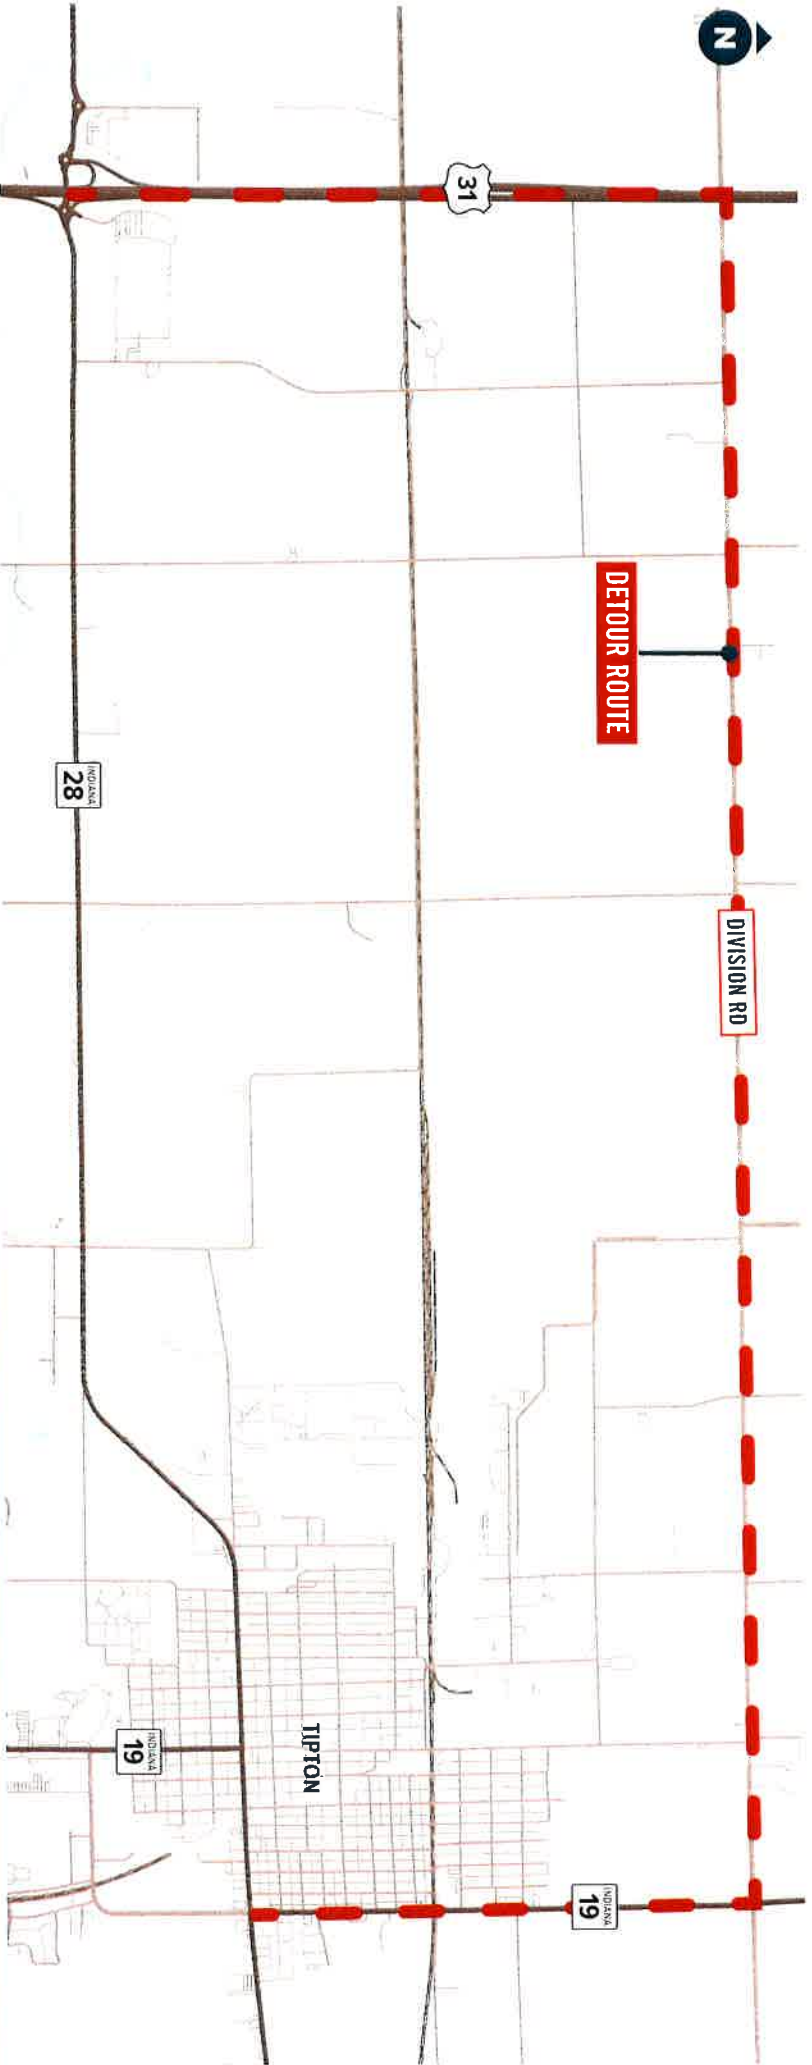 N
31
DETOUR ROUTE
DIVISION RD
INDIANA
28
INDIANA
19
TIPTON
INDIANA
19